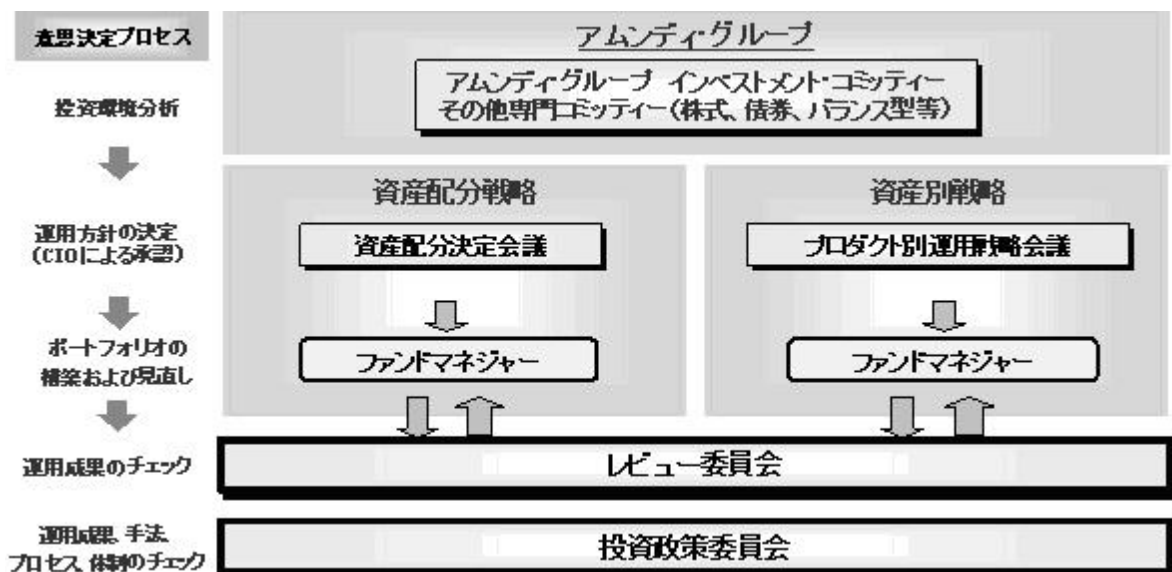 意思決定プロセス
アムンディ・グループ
アムンディ・グループ インベストメント・コミッティー
その他専門コミッティー(株式、債券、バランス型等)
投資環境分析
資産配分戦略
資産別戦略
運用方針の決定
(CIOによる承認)
資産配分決定会議
プロダクト別運用戦略会議
ポートフォリオの
構築および見直し
ファンドマネジャー
ファンドマネジャー
運用成果のチェック
レビュー委員会
運用成果、手法、
プロセス、体制のチェック
投資政策委員会